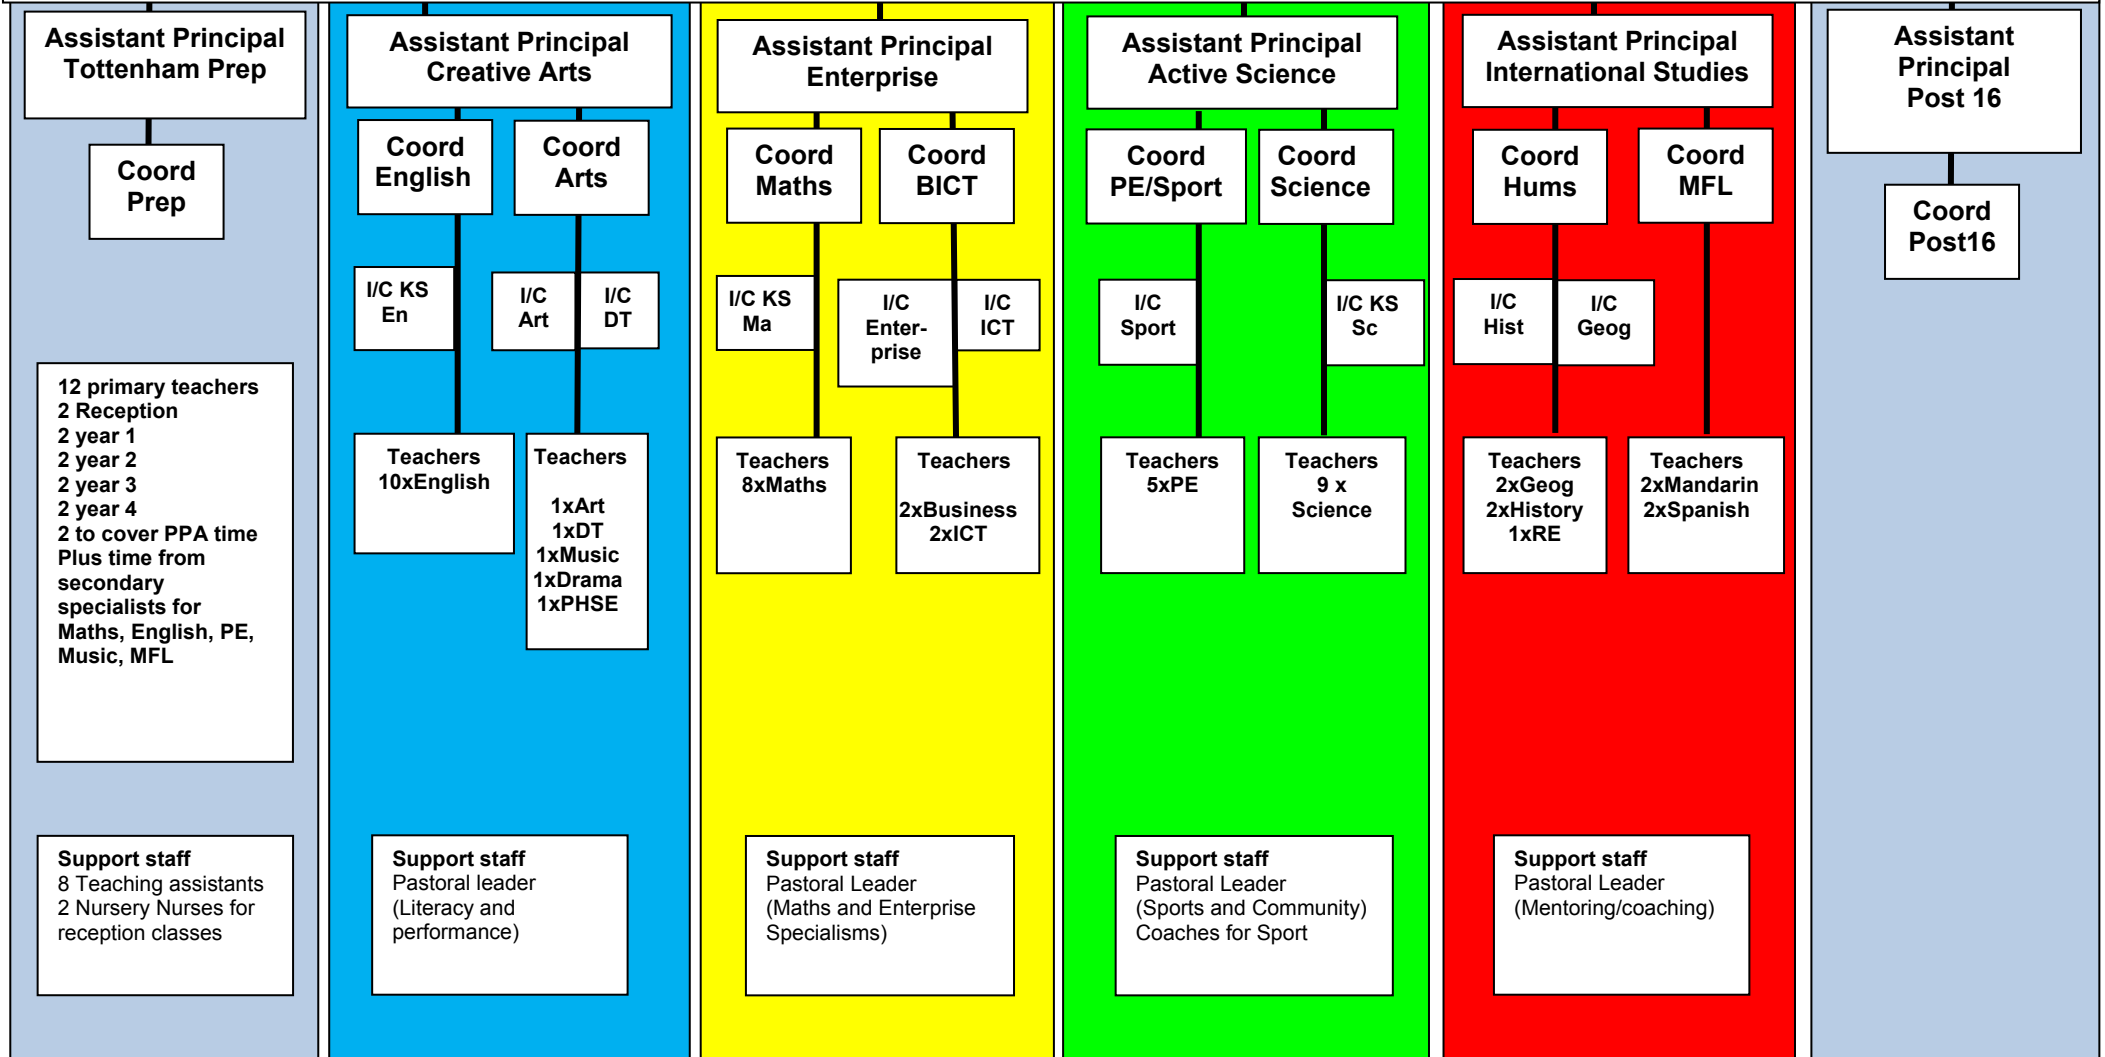 Assistant Principal
Tottenham Prep
Coord
Prep
12 primary teachers
2 Reception
2 year 1
2 year 2
2 year 3
2 year 4
2 to cover PPA time
Plus time from
secondary
specialists for
Maths, English, PE,
Music, MFL
Support staff
8 Teaching assistants
2 Nursery Nurses for
reception classes
Assistant Principal
Creative Arts
Coord
English
Coord
Arts
I/C KS
En
I/C
Art
I/C
DT
Teachers
10xEnglish
Teachers
1xArt
1xDT
1xMusic
1xDrama
1xPHSE
Support staff
Pastoral leader
(Literacy and
performance)
Assistant Principal
Enterprise
Coord
Maths
Coord
BICT
I/C KS
Ma
I/C
Enter-
prise
I/C
ICT
Teachers
8xMaths
Teachers
2xBusiness
2xICT
Support staff
Pastoral Leader
(Maths and Enterprise
Specialisms)
Assistant Principal
Active Science
Coord
PE/Sport
Coord
Science
I/C
Sport
I/C KS
Sc
Teachers
5xPE
Teachers
9 x
Science
Support staff
Pastoral Leader
(Sports and Community)
Coaches for Sport
Assistant Principal
International Studies
Coord
Hums
Coord
MFL
I/C
Hist
I/C
Geog
Teachers
2xGeog
2xHistory
1xRE
Teachers
2xMandarin
2xSpanish
Support staff
Pastoral Leader
(Mentoring/coaching)
Assistant
Principal
Post 16
Coord
Post16